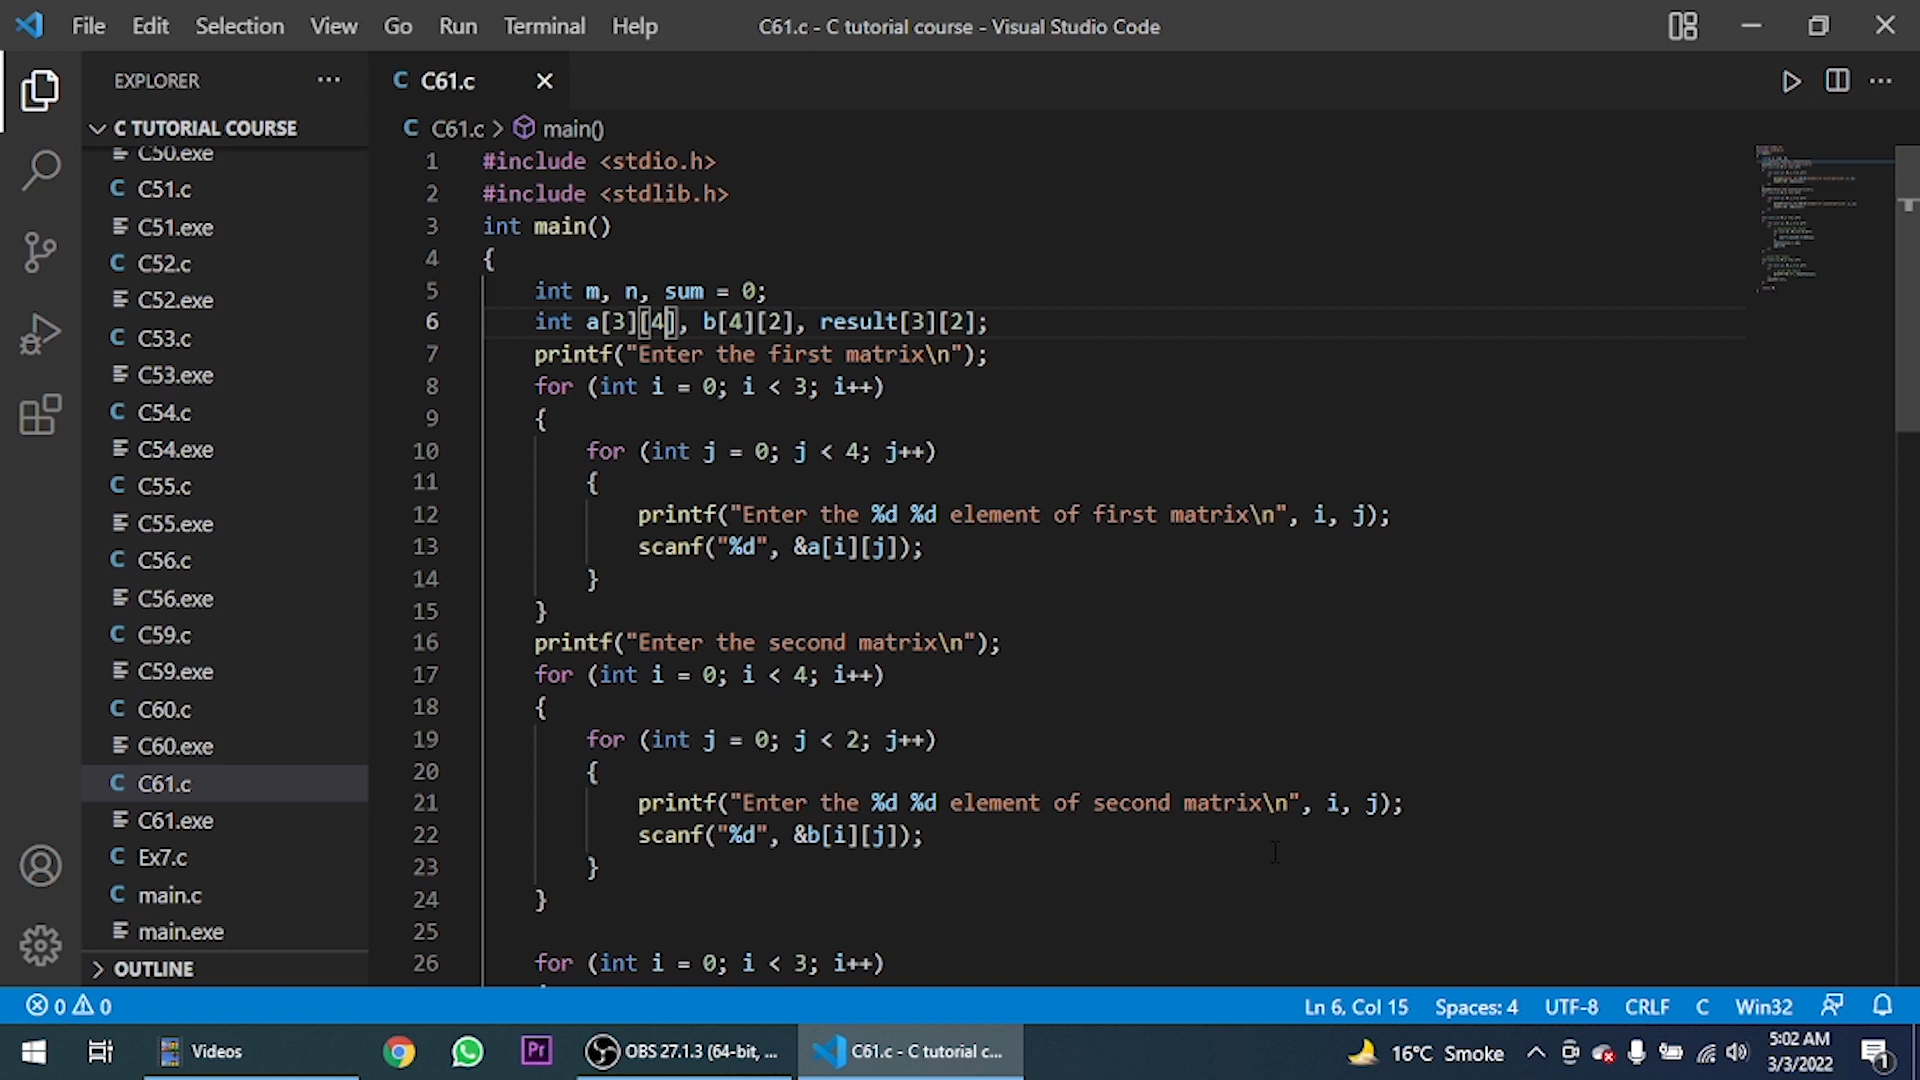 File Edit Selection View Go Run Terminal Help C61.c - C tutorial course - Visual Studio Code
EXPLORER
C TUTORIAL COURSE
C50.exe
C51.c
C51.exe
C52.c
C52.exe
C53.c
C53.exe
C54.c
C54.exe
C55.c
C55.exe
C56.c
C56.exe
C59.c
C59.exe
C60.c
C60.exe
C61.c
C61.exe
Ex7.c
main.c
main.exe
OUTLINE
C61.c
C61.c > main()
1 #include <stdio.h>
2 #include <stdlib.h>
3 int main()
4 {
5 int m, n, sum = 0;
6 int a[3][4], b[4][2], result[3][2];
7 printf("Enter the first matrix\n");
8 for (int i = 0; i < 3; i++)
9 {
10 for (int j = 0; j < 4; j++)
11 {
12 printf("Enter the %d %d element of first matrix\n", i, j);
13 scanf("%d", &a[i][j]);
14 }
15 }
16 printf("Enter the second matrix\n");
17 for (int i = 0; i < 4; i++)
18 {
19 for (int j = 0; j < 2; j++)
20 {
21 printf("Enter the %d %d element of second matrix\n", i, j);
22 scanf("%d", &b[i][j]);
23 }
24 }
25
26 for (int i = 0; i < 3; i++)
0 0 Ln 6, Col 15 Spaces: 4 UTF-8 CRLF C Win32
Videos Pr OBS 27.1.3 (64-bit, ... C61.c - C tutorial c... 16°C Smoke 5:02 AM
3/3/2022 1